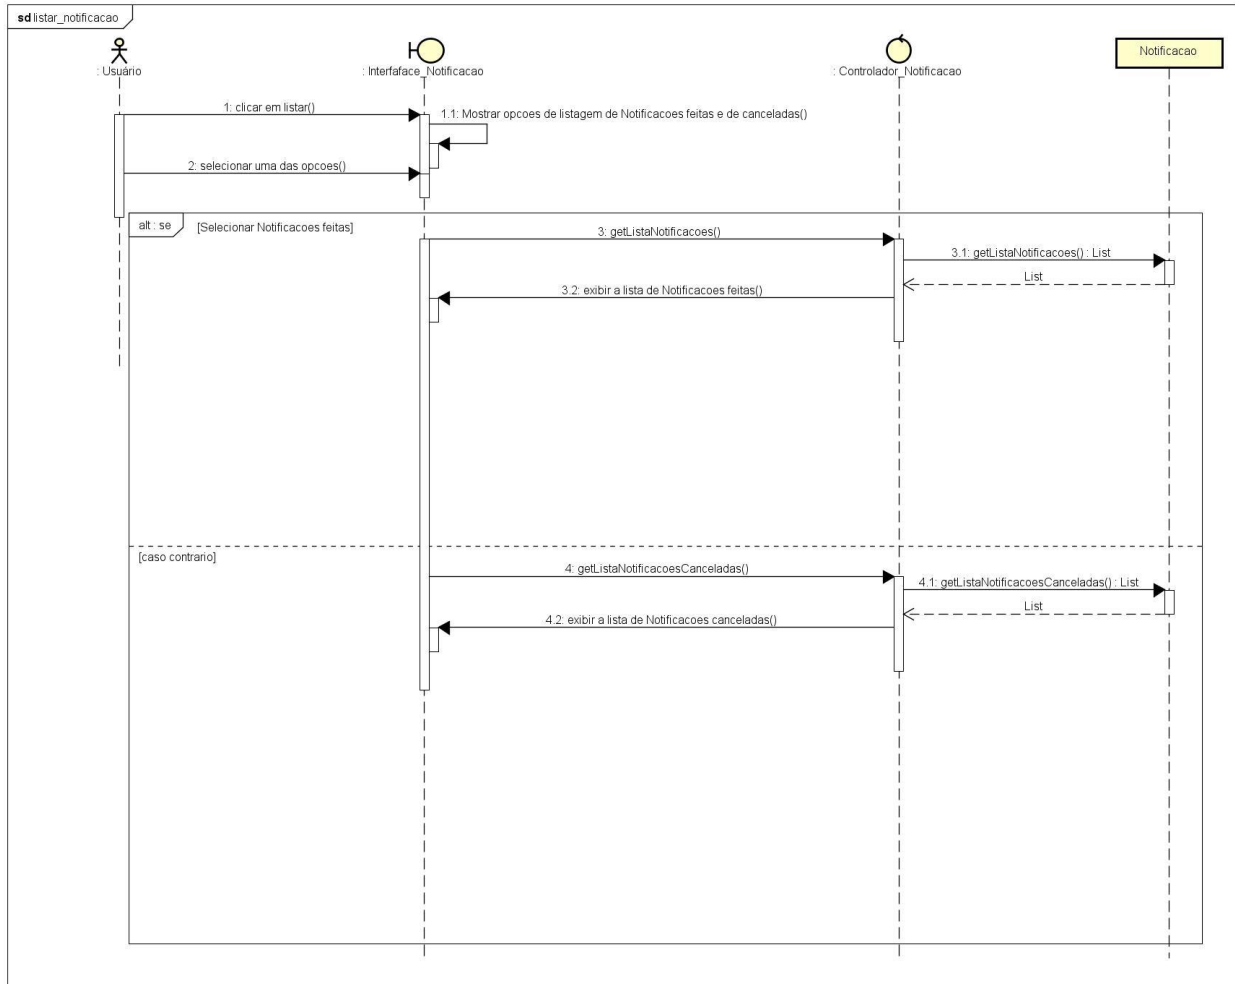 sd listar_notificacao
: Usuário
: Interfaface_Notificacao
: Controlador_Notificacao
Notificacao
1: clicar em listar()
1.1: Mostrar opcoes de listagem de Notificacoes feitas e de canceladas()
2: selecionar uma das opcoes()
alt : se
[Selecionar Notificacoes feitas]
3: getListaNotificacoes()
3.1: getListaNotificacoes() : List
List
3.2: exibir a lista de Notificacoes feitas()
[caso contrario]
4: getListaNotificacoesCanceladas()
4.1: getListaNotificacoesCanceladas() : List
List
4.2: exibir a lista de Notificacoes canceladas()